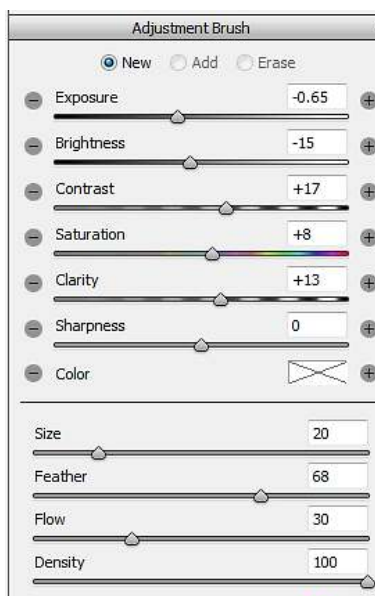 Adjustment Brush
New Add Erase
Exposure -0.65
Brightness -15
Contrast +17
Saturation +8
Clarity +13
Sharpness 0
Color
Size 20
Feather 68
Flow 30
Density 100